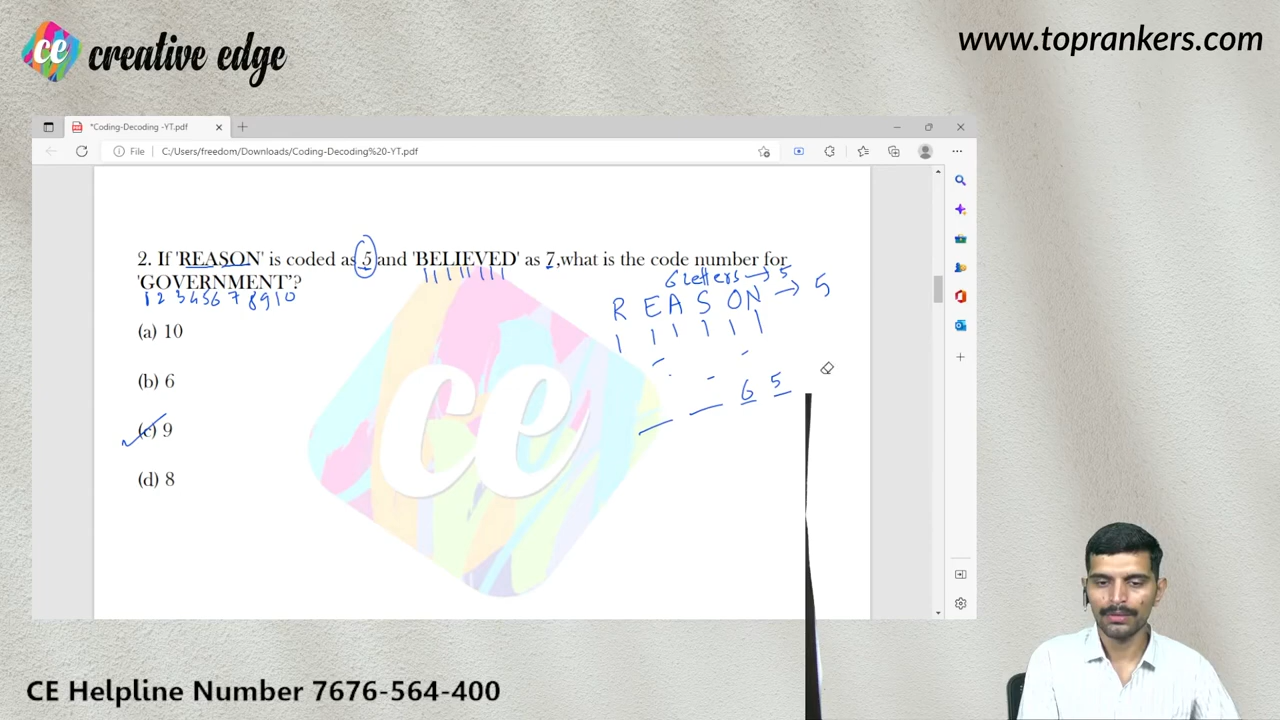 ce creative edge
www.toprankers.com
*Coding-Decoding -YT.pdf
File C:/Users/freedom/Downloads/Coding-Decoding%20-YT.pdf
2. If 'REASON' is coded as 5 and 'BELIEVED' as 7,what is the code number for
'GOVERNMENT'?
1 2 3 4 5 6 7 8 9 10
6 letters → 5
R E A S O N → 5
6 5
(a) 10
(b) 6
(c) 9
(d) 8
ce
CE Helpline Number 7676-564-400